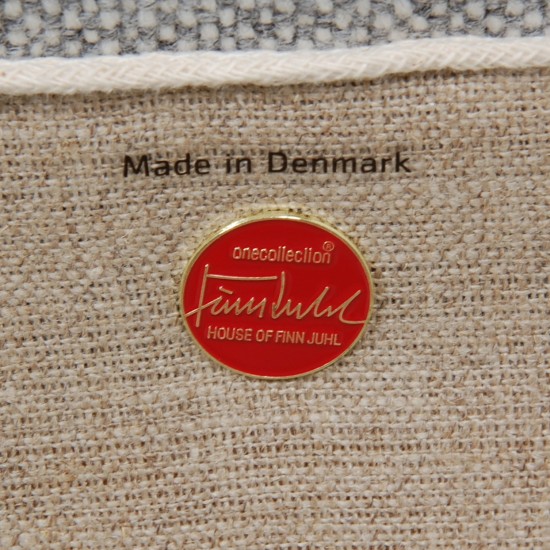 Made in Denmark
onecollection®
Finn Juhl
HOUSE OF FINN JUHL